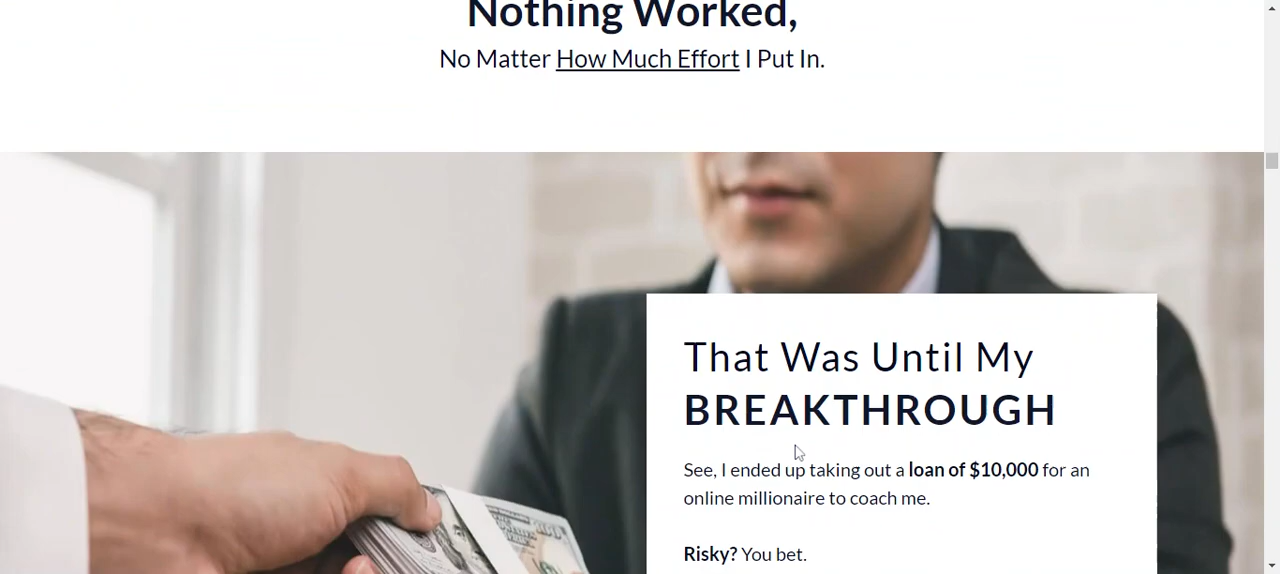 Nothing Worked,
No Matter How Much Effort I Put In.
That Was Until My
BREAKTHROUGH
See, I ended up taking out a loan of $10,000 for an
online millionaire to coach me.
Risky? You bet.